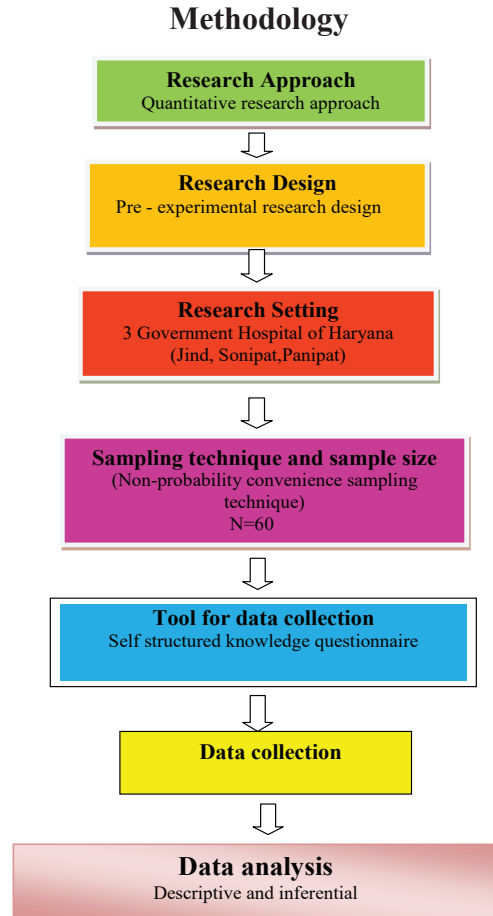 Methodology
Research Approach
Quantitative research approach
Research Design
Pre - experimental research design
Research Setting
3 Government Hospital of Haryana
(Jind, Sonipat,Panipat)
Sampling technique and sample size
(Non-probability convenience sampling
technique)
N=60
Tool for data collection
Self structured knowledge questionnaire
Data collection
Data analysis
Descriptive and inferential